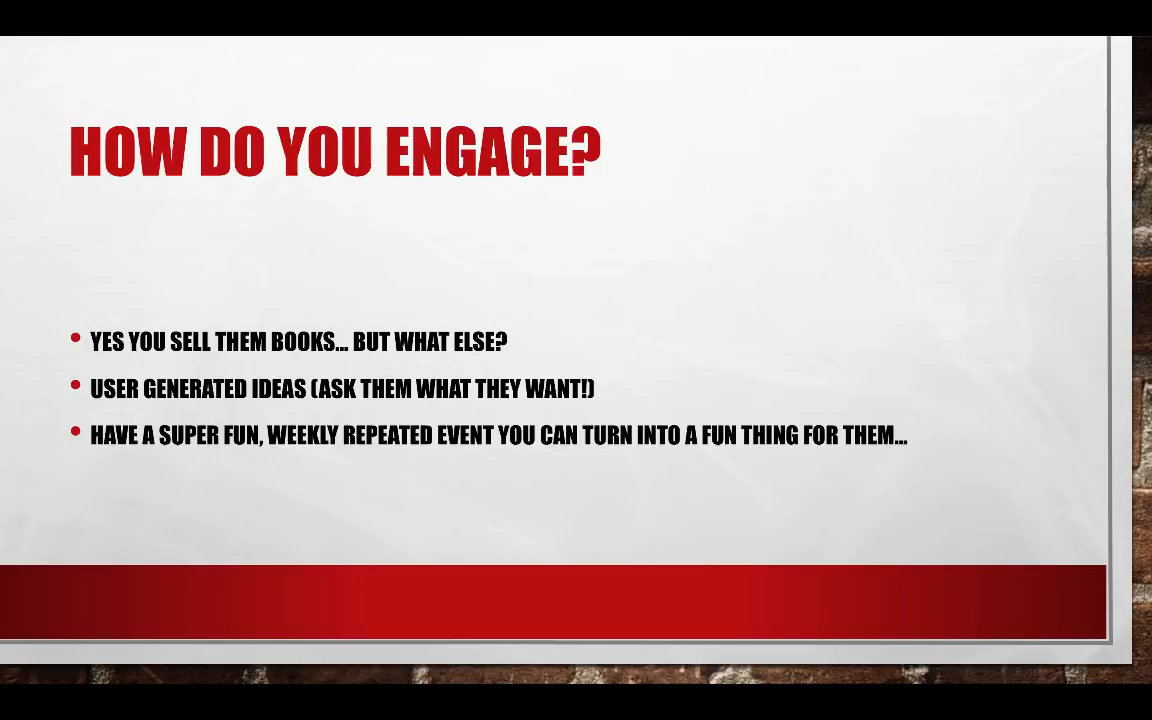 HOW DO YOU ENGAGE?
• YES YOU SELL THEM BOOKS... BUT WHAT ELSE?
• USER GENERATED IDEAS (ASK THEM WHAT THEY WANT!)
• HAVE A SUPER FUN, WEEKLY REPEATED EVENT YOU CAN TURN INTO A FUN THING FOR THEM...